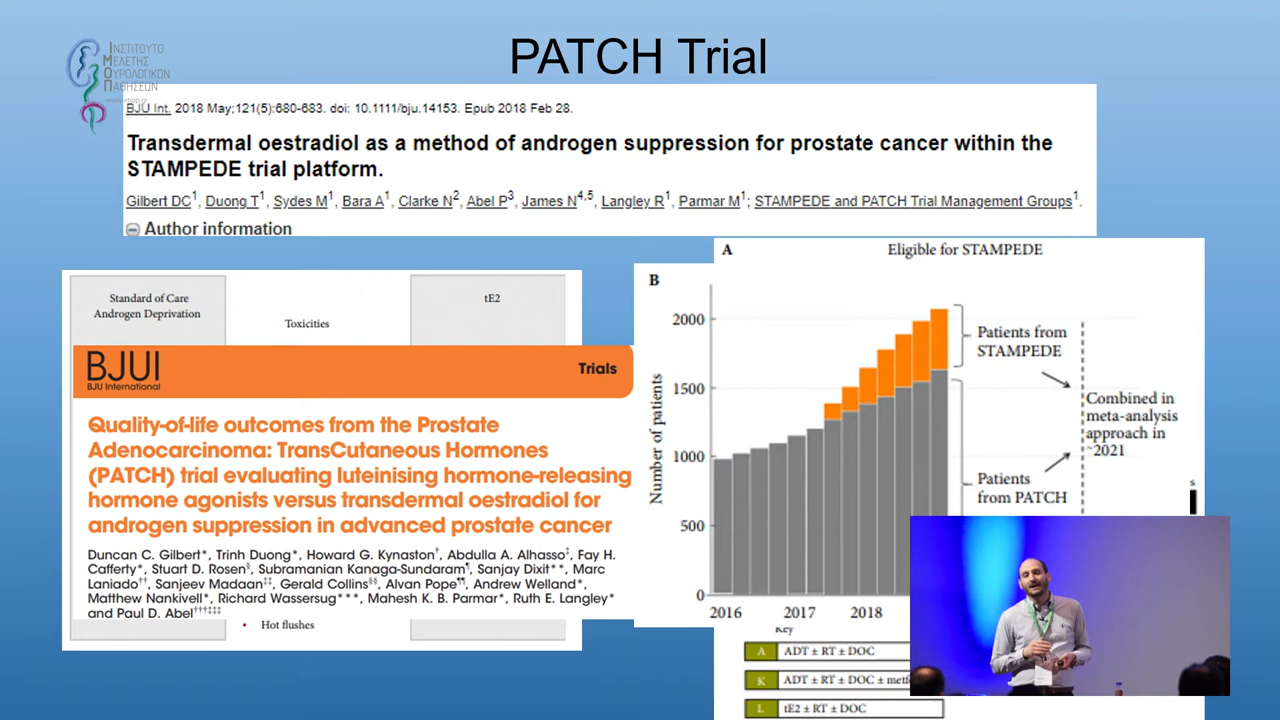 PATCH Trial
ΙΝΣΤΙΤΟΥΤΟ
ΜΕΛΕΤΗΣ
ΟΥΡΟΛΟΓΙΚΩΝ
ΠΑΘΗΣΕΩΝ
www.imop.gr
BJU Int. 2018 May;121(5):680-683. doi: 10.1111/bju.14153. Epub 2018 Feb 28.
Transdermal oestradiol as a method of androgen suppression for prostate cancer within the
STAMPEDE trial platform.
Gilbert DC1, Duong T1, Sydes M1, Bara A1, Clarke N2, Abel P3, James N4,5, Langley R1, Parmar M1; STAMPEDE and PATCH Trial Management Groups1.
Author information
Standard of Care
Androgen Deprivation
Toxicities
tE2
BJUI
BJU International
Trials
Quality-of-life outcomes from the Prostate
Adenocarcinoma: TransCutaneous Hormones
(PATCH) trial evaluating luteinising hormone-releasing
hormone agonists versus transdermal oestradiol for
androgen suppression in advanced prostate cancer
Duncan C. Gilbert*, Trinh Duong*, Howard G. Kynaston†, Abdulla A. Alhasso‡, Fay H.
Cafferty*, Stuart D. Rosen§, Subramanian Kanaga-Sundaram¶, Sanjay Dixit**, Marc
Laniado††, Sanjeev Madaan‡‡, Gerald Collins§§, Alvan Pope¶¶, Andrew Welland*,
Matthew Nankivell*, Richard Wassersug***, Mahesh K. B. Parmar*, Ruth E. Langley*
and Paul D. Abel†††‡‡‡
• Hot flushes
A
Eligible for STAMPEDE
B
Number of patients
2000
1500
1000
500
0
2016
2017
2018
Patients from
STAMPEDE
Patients
from PATCH
Combined in
meta-analysis
approach in
~2021
s
Key
A ADT ± RT ± DOC
K ADT ± RT ± DOC ± metf
L tE2 ± RT ± DOC